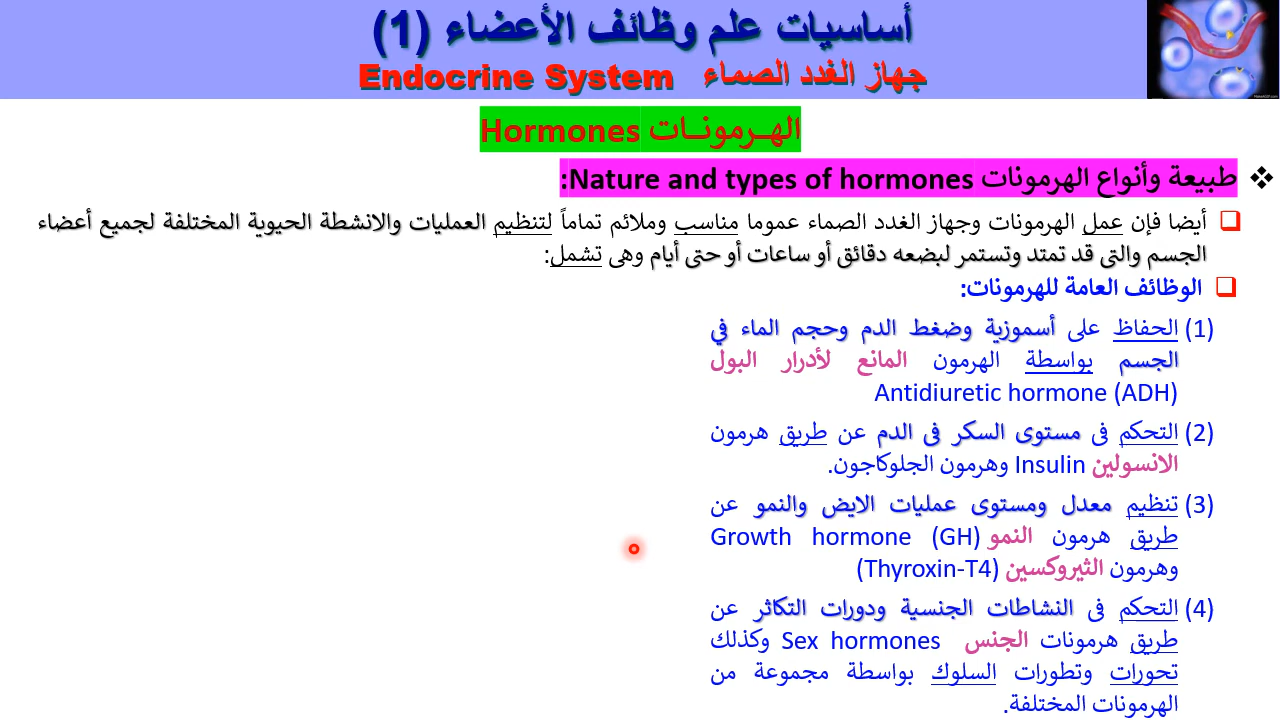 أساسيات علم وظائف الأعضاء (1)
جهاز الغدد الصماء Endocrine System
الهـرمونـات Hormones
❖ طبيعة وأنواع الهرمونات Nature and types of hormones:
❑ أيضا فإن عمل الهرمونات وجهاز الغدد الصماء عموما مناسب وملائم تماماً لتنظيم العمليات والانشطة الحيوية المختلفة لجميع أعضاء
الجسم والتى قد تمتد وتستمر لبضعه دقائق أو ساعات أو حتى أيام وهى تشمل:
❑ الوظائف العامة للهرمونات:
(1) الحفاظ على أسموزية وضغط الدم وحجم الماء في
الجسم بواسطة الهرمون المانع لأدرار البول
Antidiuretic hormone (ADH)
(2) التحكم فى مستوى السكر فى الدم عن طريق هرمون
الانسولين Insulin وهرمون الجلوكاجون.
(3) تنظيم معدل ومستوى عمليات الايض والنمو عن
طريق هرمون النمو Growth hormone (GH)
وهرمون الثيروكسين (Thyroxin-T4)
(4) التحكم فى النشاطات الجنسية ودورات التكاثر عن
طريق هرمونات الجنس Sex hormones وكذلك
تحورات وتطورات السلوك بواسطة مجموعة من
الهرمونات المختلفة.